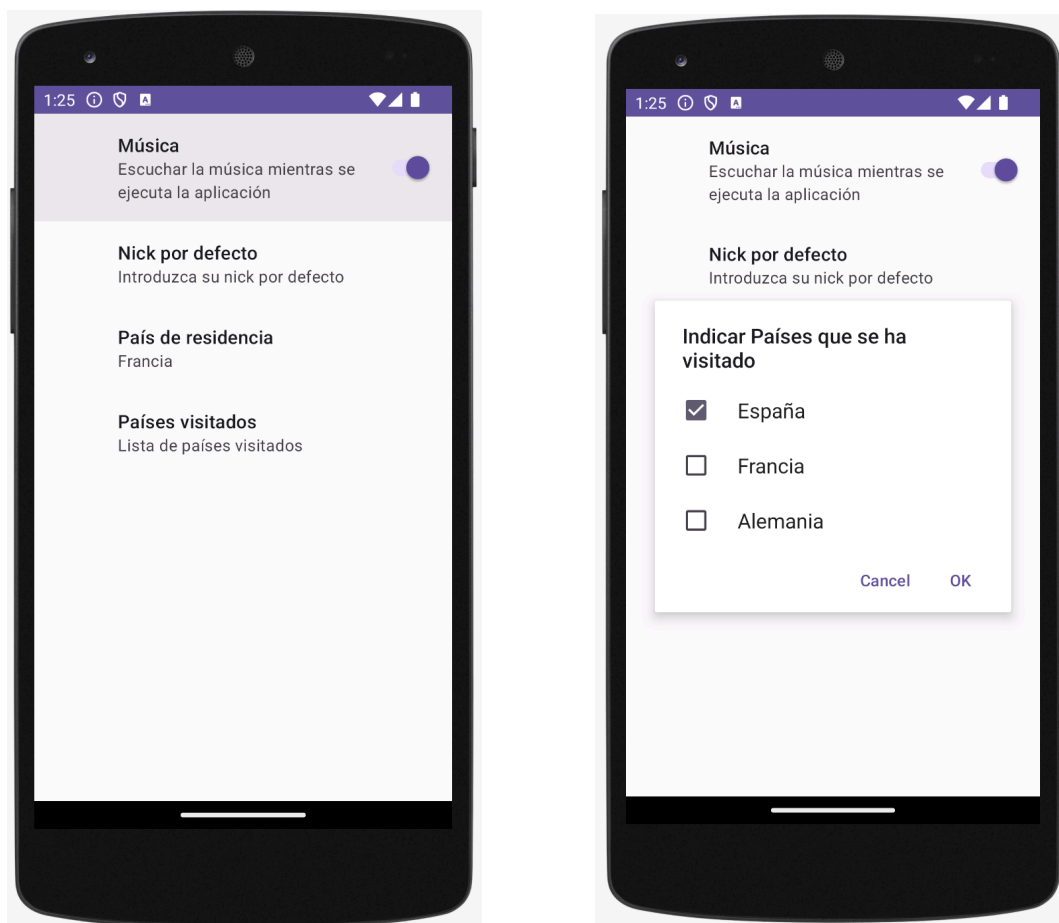 1:25
Música
Escuchar la música mientras se
ejecuta la aplicación
Nick por defecto
Introduzca su nick por defecto
País de residencia
Francia
Países visitados
Lista de países visitados
1:25
Música
Escuchar la música mientras se
ejecuta la aplicación
Nick por defecto
Introduzca su nick por defecto
Indicar Países que se ha
visitado
España
Francia
Alemania
Cancel OK